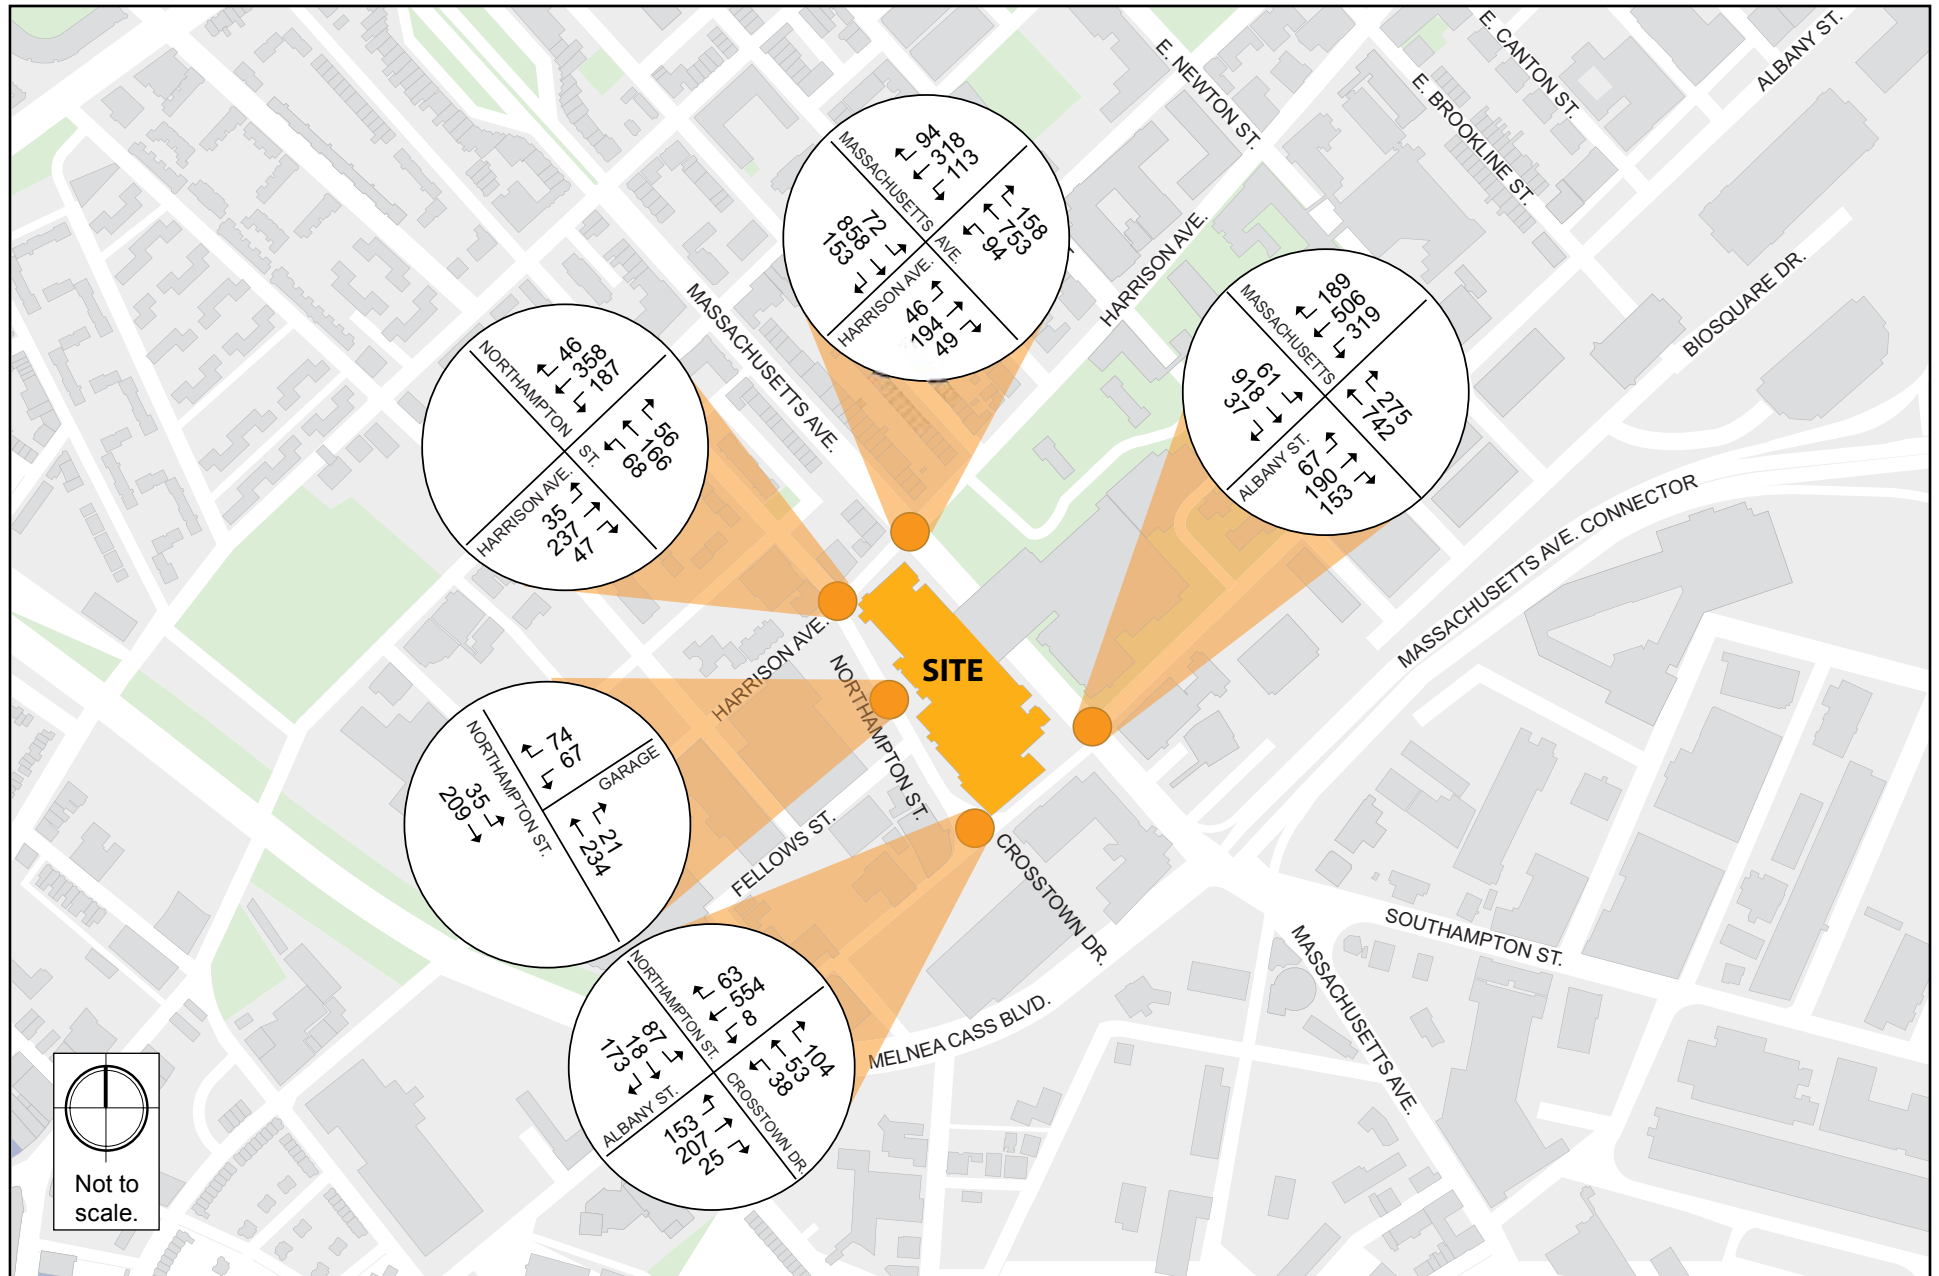 E. NEWTON ST.
E. CANTON ST.
E. BROOKLINE ST.
ALBANY ST.
BIOSQUARE DR.
HARRISON AVE.
MASSACHUSETTS AVE.
MASSACHUSETTS AVE. CONNECTOR
MASSACHUSETTS AVE.
HARRISON AVE.
94
318
113
158
753
94
72
858
153
46
194
49
MASSACHUSETTS
ALBANY ST.
189
506
319
275
742
61
918
37
67
190
153
NORTHAMPTON ST.
HARRISON AVE.
46
358
187
56
166
68
35
237
47
SITE
HARRISON AVE.
NORTHAMPTON ST.
FELLOWS ST.
CROSSTOWN DR.
NORTHAMPTON ST.
GARAGE
74
67
21
234
35
209
NORTHAMPTON ST.
CROSSTOWN DR.
ALBANY ST.
63
554
8
104
53
38
87
18
173
153
207
25
MELNEA CASS BLVD.
SOUTHAMPTON ST.
MASSACHUSETTS AVE.
Not to
scale.